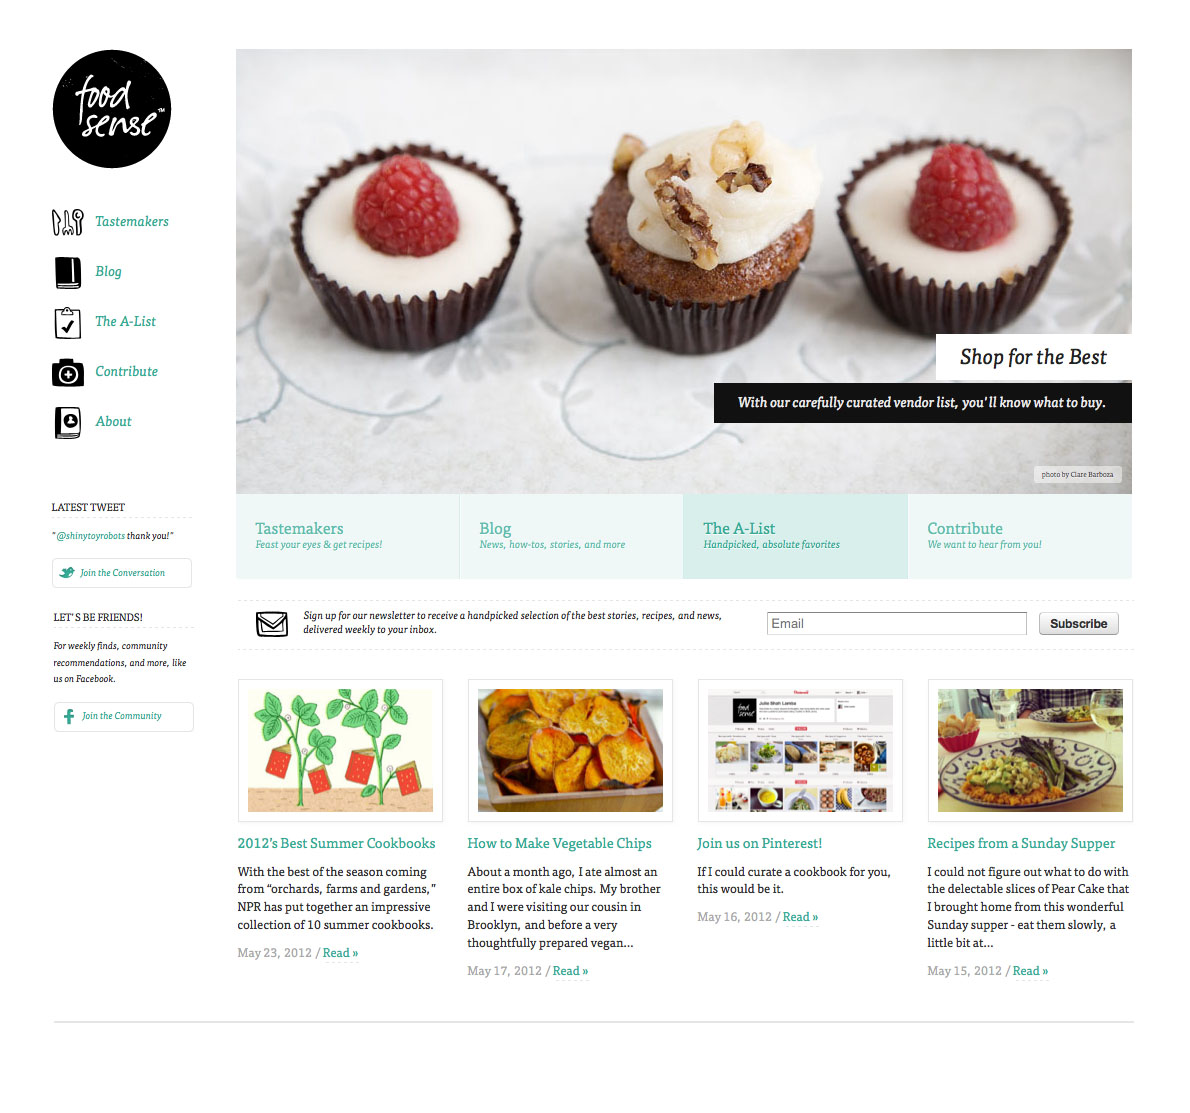 food
sense™
Tastemakers
Blog
The A-List
Contribute
About
LATEST TWEET
"@shinytoyrobots thank you!"
Join the Conversation
LET'S BE FRIENDS!
For weekly finds, community
recommendations, and more, like
us on Facebook.
Join the Community
Shop for the Best
With our carefully curated vendor list, you'll know what to buy.
photo by Clare Barboza
Tastemakers
Feast your eyes & get recipes!
Blog
News, how-tos, stories, and more
The A-List
Handpicked, absolute favorites
Contribute
We want to hear from you!
Sign up for our newsletter to receive a handpicked selection of the best stories, recipes, and news,
delivered weekly to your inbox.
Email
Subscribe
food
sense
Julie Shah Lamba
2012's Best Summer Cookbooks
With the best of the season coming
from “orchards, farms and gardens,”
NPR has put together an impressive
collection of 10 summer cookbooks.
May 23, 2012 / Read »
How to Make Vegetable Chips
About a month ago, I ate almost an
entire box of kale chips. My brother
and I were visiting our cousin in
Brooklyn, and before a very
thoughtfully prepared vegan...
May 17, 2012 / Read »
Join us on Pinterest!
If I could curate a cookbook for you,
this would be it.
May 16, 2012 / Read »
Recipes from a Sunday Supper
I could not figure out what to do with
the delectable slices of Pear Cake that
I brought home from this wonderful
Sunday supper - eat them slowly, a
little bit at...
May 15, 2012 / Read »